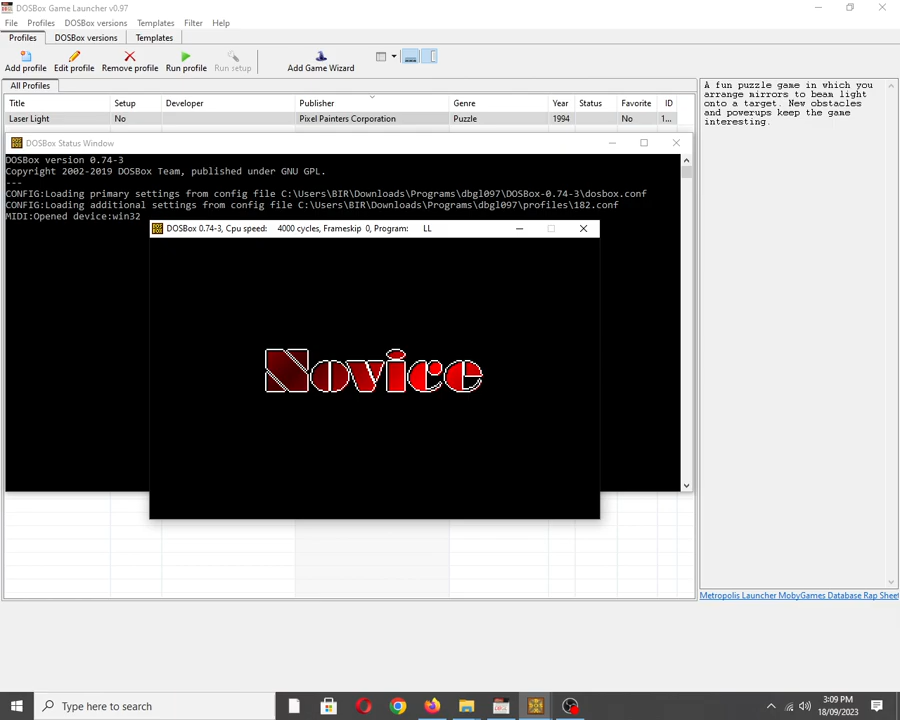 DOSBox Game Launcher v0.97
File Profiles DOSBox versions Templates Filter Help
Profiles DOSBox versions Templates
Add profile Edit profile Remove profile Run profile Run setup Add Game Wizard
All Profiles
Title Setup Developer Publisher Genre Year Status Favorite ID
Laser Light No Pixel Painters Corporation Puzzle 1994 No 1...
A fun puzzle game in which you
arrange mirrors to beam light
onto a target. New obstacles
and powerups keep the game
interesting.
DOSBox Status Window
DOSBox version 0.74-3
Copyright 2002-2019 DOSBox Team, published under GNU GPL.
---
CONFIG:Loading primary settings from config file C:\Users\BIR\Downloads\Programs\dbgl097\DOSBox-0.74-3\dosbox.conf
CONFIG:Loading additional settings from config file C:\Users\BIR\Downloads\Programs\dbgl097\profiles\182.conf
MIDI:Opened device:win32
DOSBox 0.74-3, Cpu speed: 4000 cycles, Frameskip 0, Program: LL
Novice
Metropolis Launcher MobyGames Database Rap Sheet
Type here to search
3:09 PM
18/09/2023